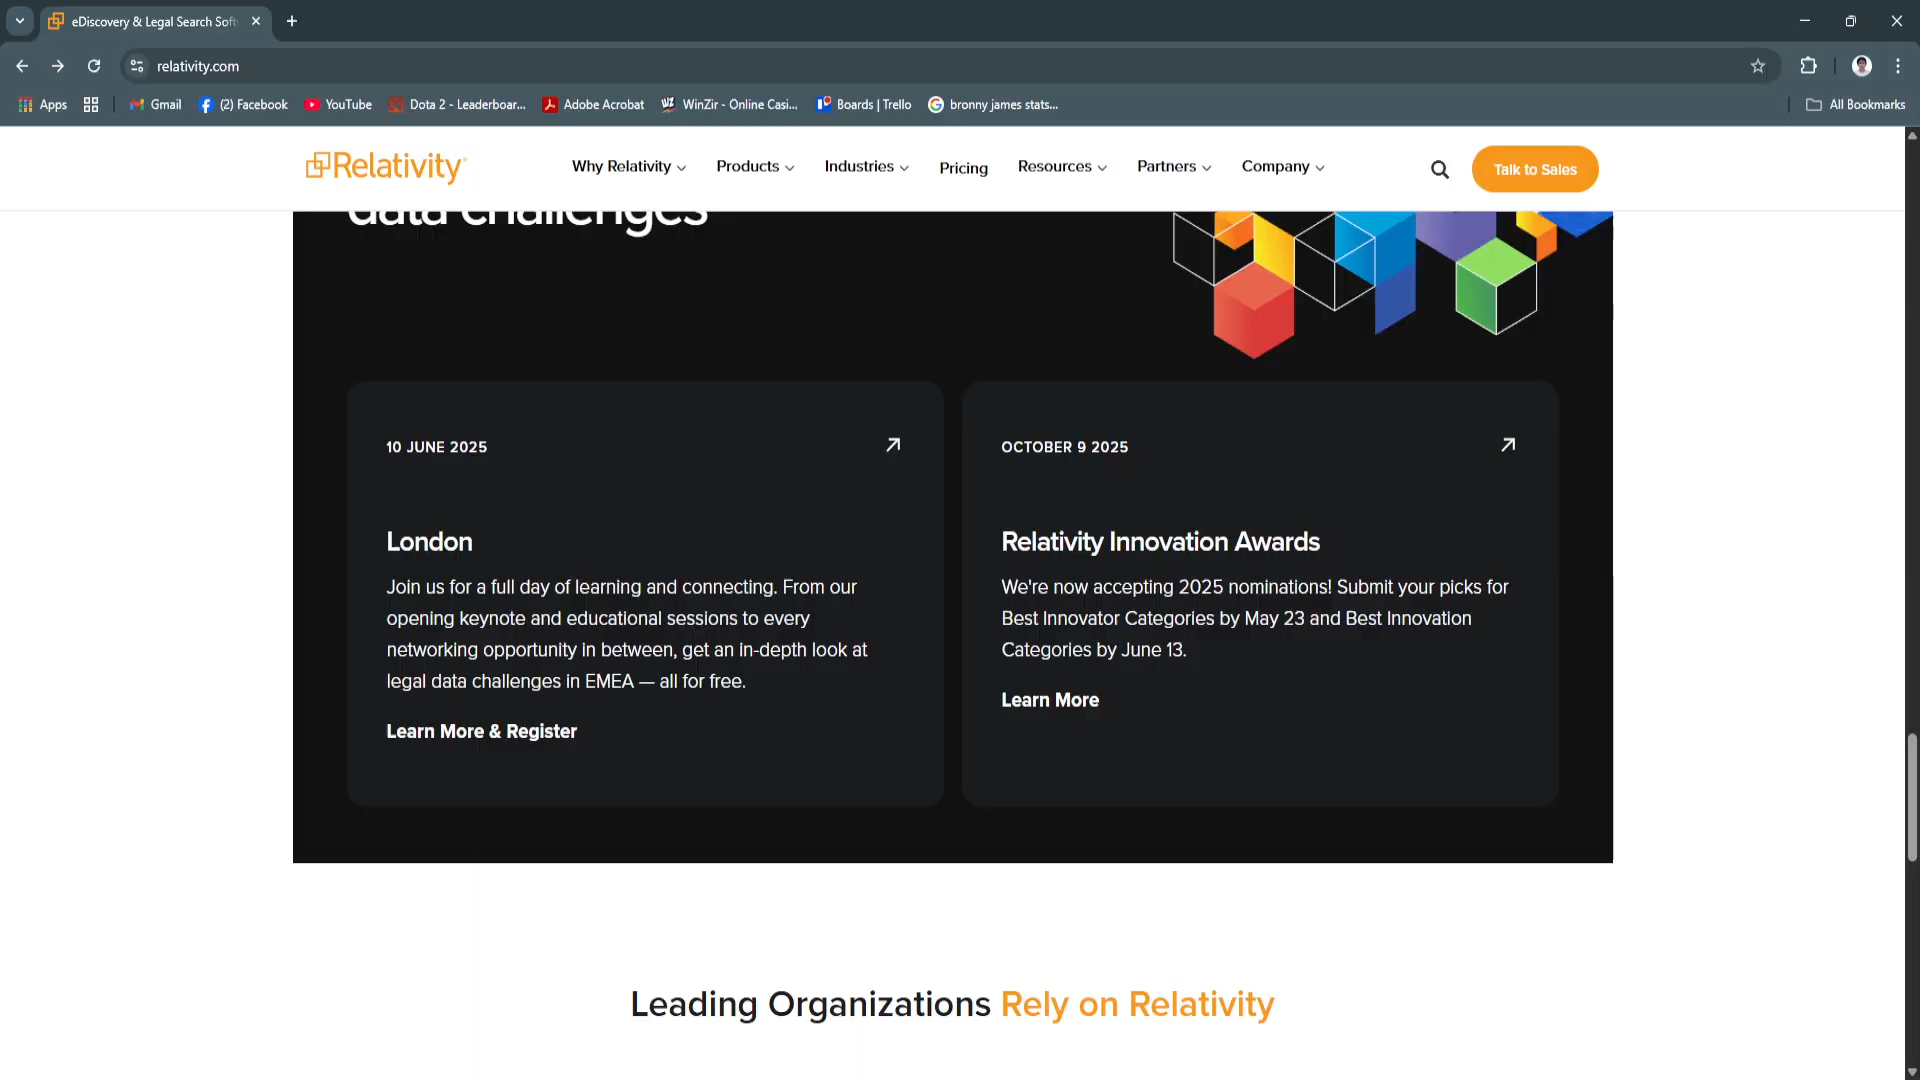 eDiscovery & Legal Search Soft
relativity.com
Apps
Gmail
(2) Facebook
YouTube
Dota 2 - Leaderboar...
Adobe Acrobat
WinZir - Online Casi...
Boards | Trello
bronny james stats...
All Bookmarks
Relativity
Why Relativity
Products
Industries
Pricing
Resources
Partners
Company
Talk to Sales
data challenges
10 JUNE 2025
London
Join us for a full day of learning and connecting. From our
opening keynote and educational sessions to every
networking opportunity in between, get an in-depth look at
legal data challenges in EMEA — all for free.
Learn More & Register
OCTOBER 9 2025
Relativity Innovation Awards
We're now accepting 2025 nominations! Submit your picks for
Best Innovator Categories by May 23 and Best Innovation
Categories by June 13.
Learn More
Leading Organizations Rely on Relativity